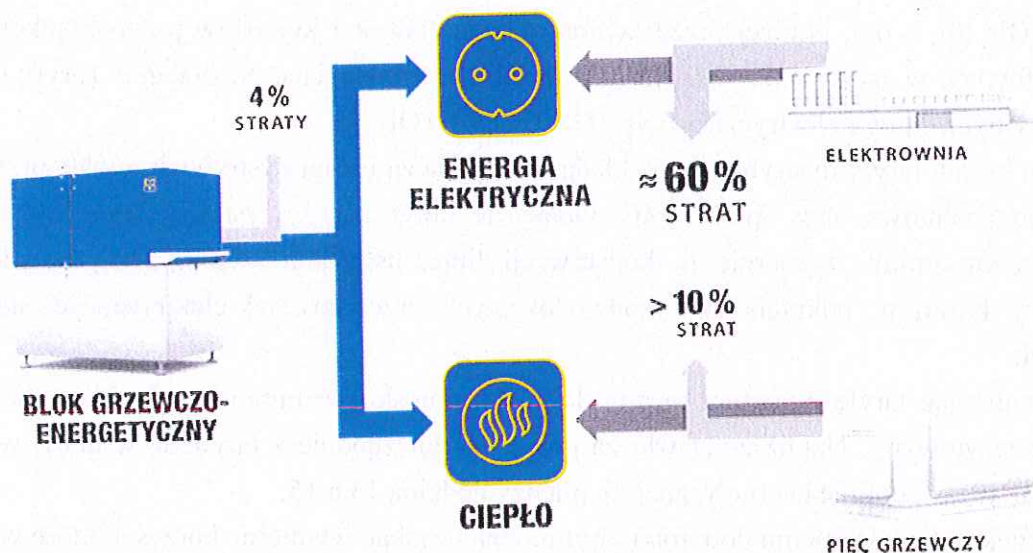 4%
STRATY
BLOK GRZEWCZO-
ENERGETYCZNY
ENERGIA
ELEKTRYCZNA
≈60%
STRAT
ELEKTROWNIA
>10%
STRAT
CIEPŁO
PIEC GRZEWCZY